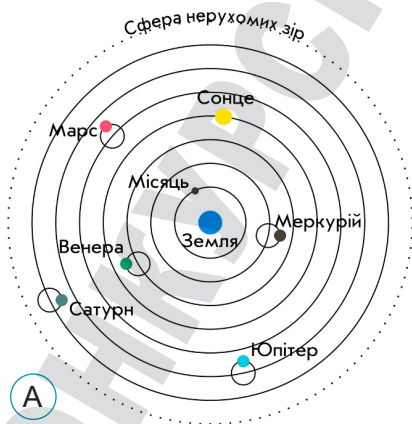 Сфера нерухомих зір
Сонце
Марс
Місяць
Меркурій
Земля
Венера
Сатурн
Юпітер
А